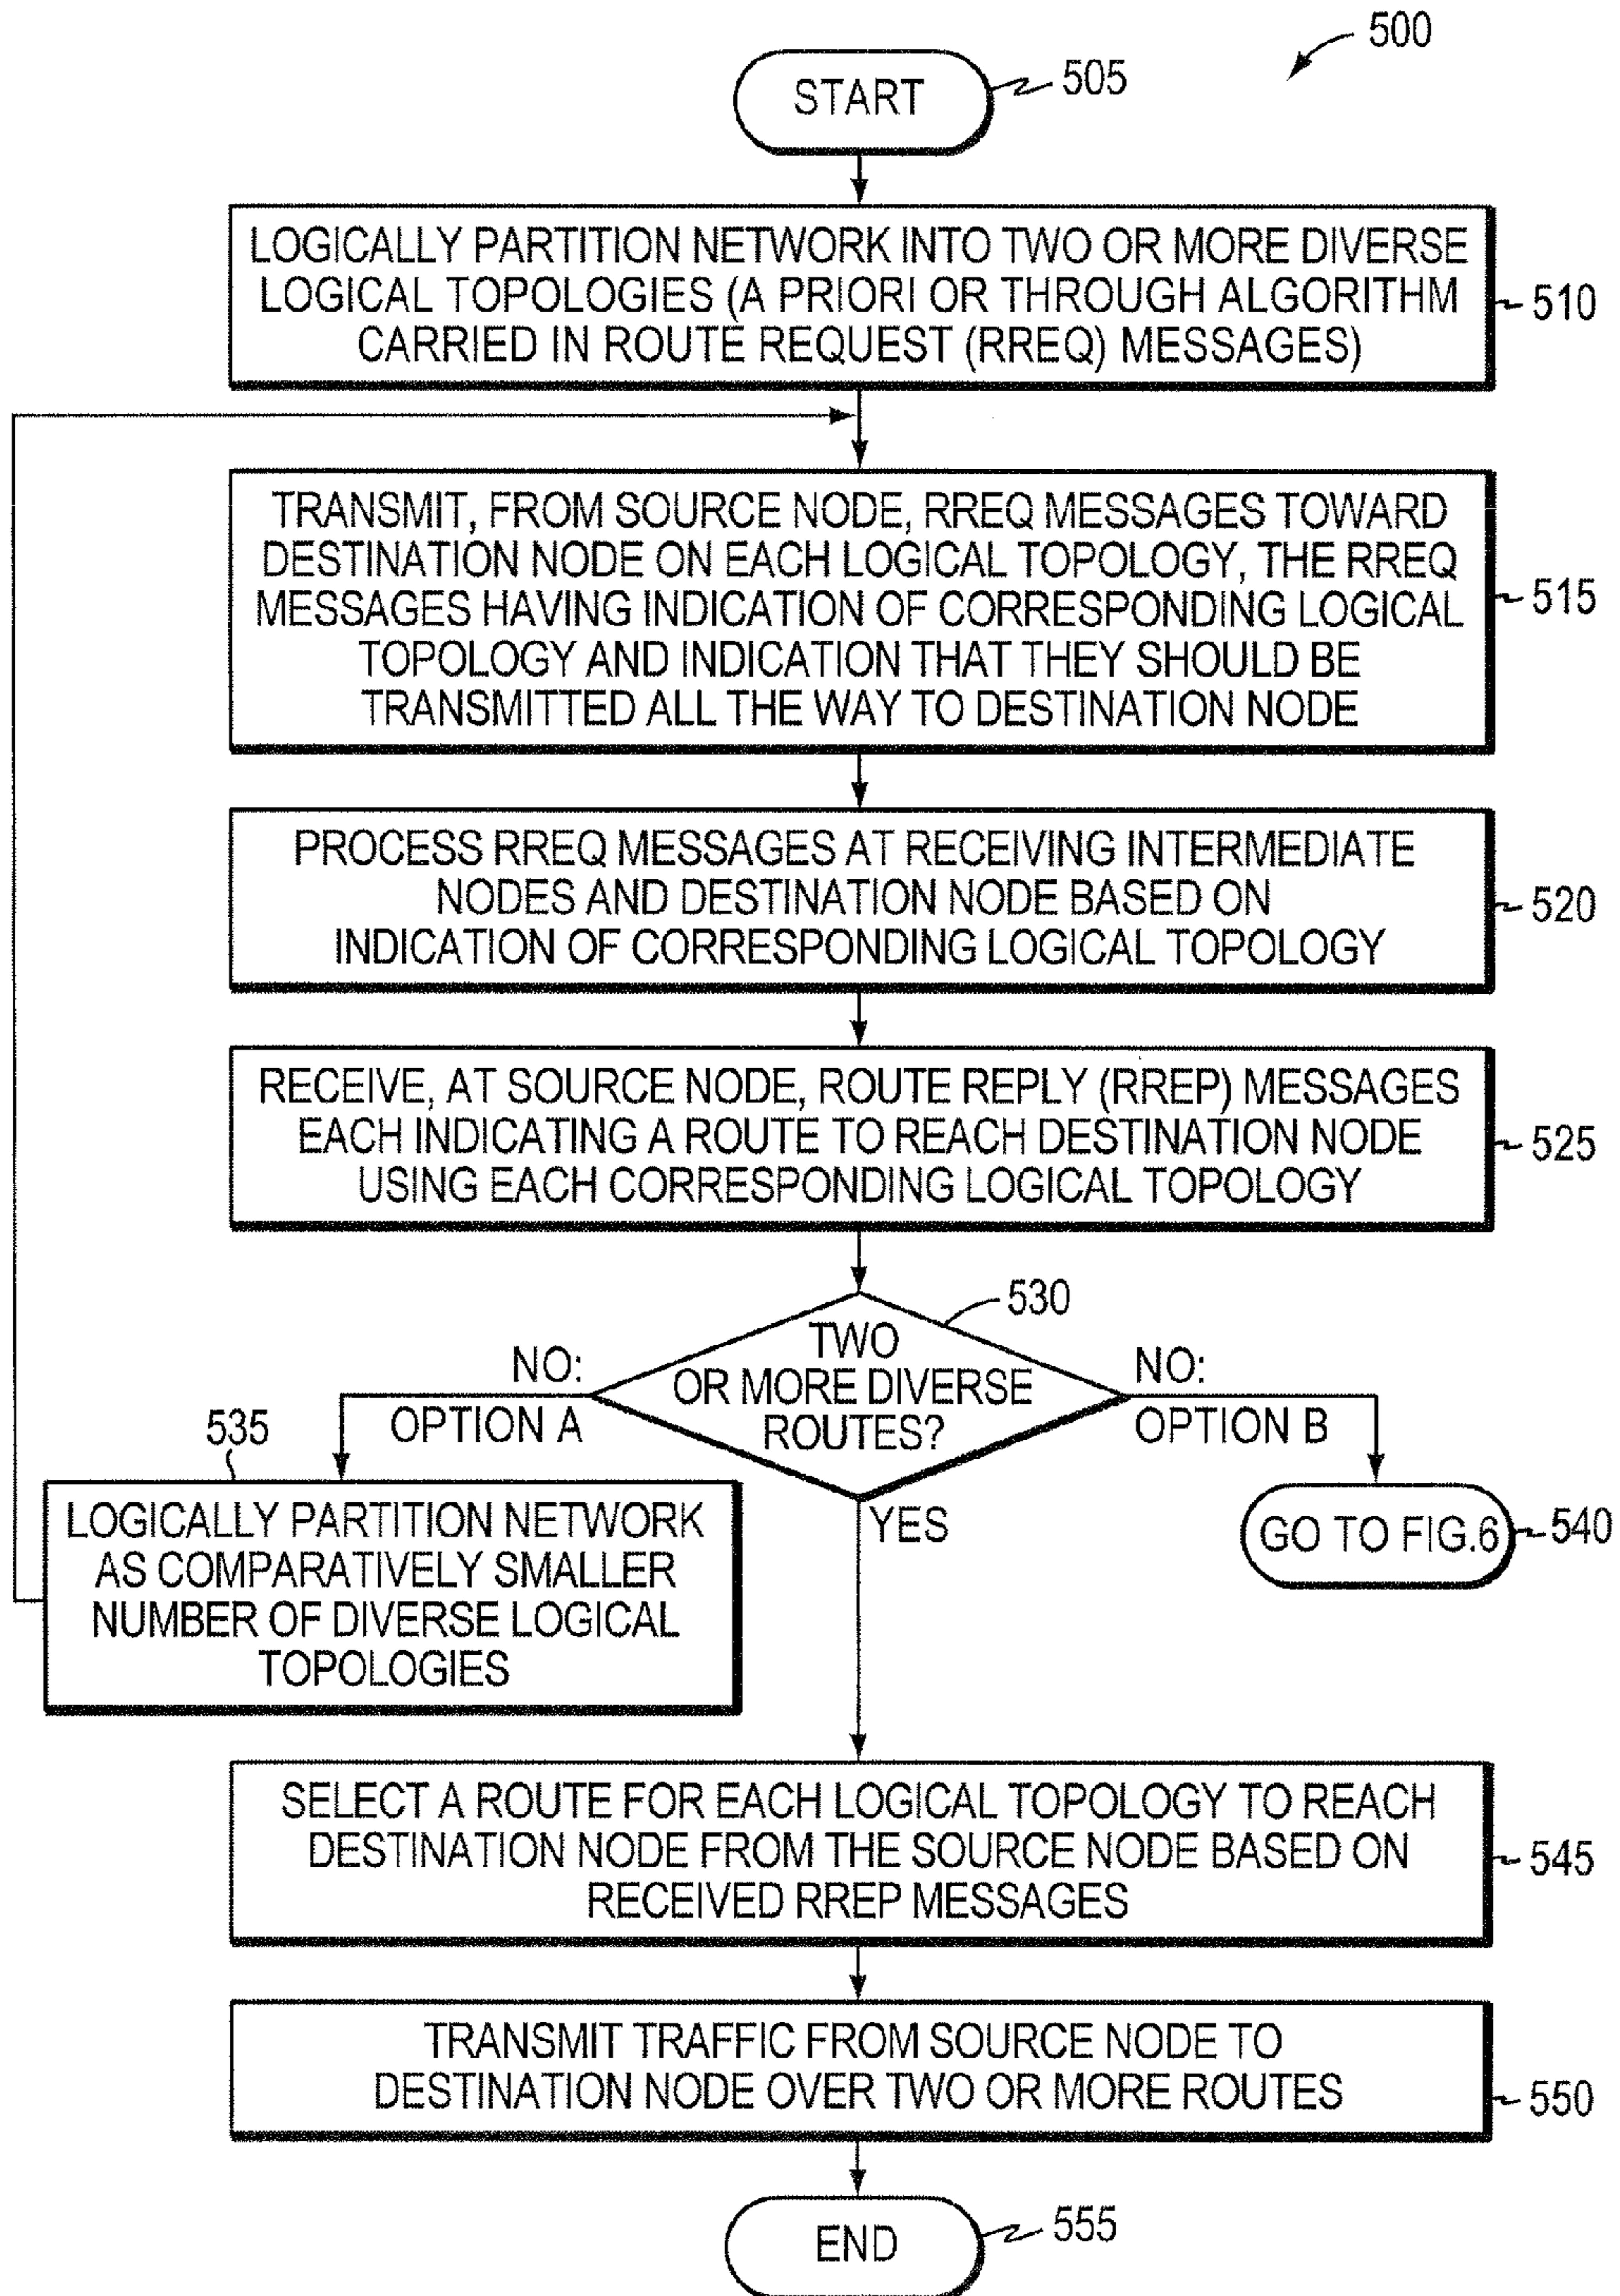 500
START
505
LOGICALLY PARTITION NETWORK INTO TWO OR MORE DIVERSE
LOGICAL TOPOLOGIES (A PRIORI OR THROUGH ALGORITHM
CARRIED IN ROUTE REQUEST (RREQ) MESSAGES)
510
TRANSMIT, FROM SOURCE NODE, RREQ MESSAGES TOWARD
DESTINATION NODE ON EACH LOGICAL TOPOLOGY, THE RREQ
MESSAGES HAVING INDICATION OF CORRESPONDING LOGICAL
TOPOLOGY AND INDICATION THAT THEY SHOULD BE
TRANSMITTED ALL THE WAY TO DESTINATION NODE
515
PROCESS RREQ MESSAGES AT RECEIVING INTERMEDIATE
NODES AND DESTINATION NODE BASED ON
INDICATION OF CORRESPONDING LOGICAL TOPOLOGY
520
RECEIVE, AT SOURCE NODE, ROUTE REPLY (RREP) MESSAGES
EACH INDICATING A ROUTE TO REACH DESTINATION NODE
USING EACH CORRESPONDING LOGICAL TOPOLOGY
525
530
TWO
OR MORE DIVERSE
ROUTES?
NO:
OPTION A
NO:
OPTION B
YES
535
LOGICALLY PARTITION NETWORK
AS COMPARATIVELY SMALLER
NUMBER OF DIVERSE LOGICAL
TOPOLOGIES
GO TO FIG.6
540
SELECT A ROUTE FOR EACH LOGICAL TOPOLOGY TO REACH
DESTINATION NODE FROM THE SOURCE NODE BASED ON
RECEIVED RREP MESSAGES
545
TRANSMIT TRAFFIC FROM SOURCE NODE TO
DESTINATION NODE OVER TWO OR MORE ROUTES
550
END
555